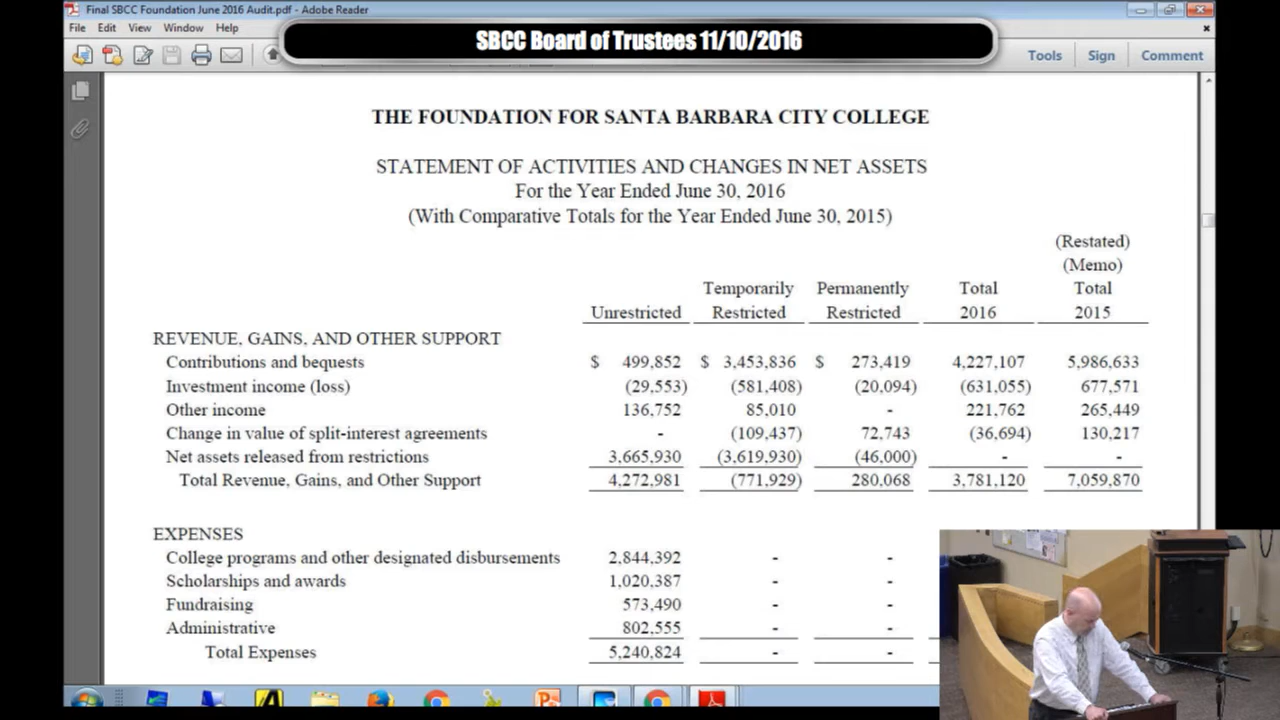 Final SBCC Foundation June 2016 Audit.pdf - Adobe Reader
File Edit View Window Help
SBCC Board of Trustees 11/10/2016
Tools Sign Comment
THE FOUNDATION FOR SANTA BARBARA CITY COLLEGE
STATEMENT OF ACTIVITIES AND CHANGES IN NET ASSETS
For the Year Ended June 30, 2016
(With Comparative Totals for the Year Ended June 30, 2015)
(Restated)
(Memo)
Temporarily Permanently Total Total
Unrestricted Restricted Restricted 2016 2015
REVENUE, GAINS, AND OTHER SUPPORT
Contributions and bequests $ 499,852 $ 3,453,836 $ 273,419 4,227,107 5,986,633
Investment income (loss) (29,553) (581,408) (20,094) (631,055) 677,571
Other income 136,752 85,010 - 221,762 265,449
Change in value of split-interest agreements - (109,437) 72,743 (36,694) 130,217
Net assets released from restrictions 3,665,930 (3,619,930) (46,000) - -
Total Revenue, Gains, and Other Support 4,272,981 (771,929) 280,068 3,781,120 7,059,870
EXPENSES
College programs and other designated disbursements 2,844,392 - -
Scholarships and awards 1,020,387 - -
Fundraising 573,490 - -
Administrative 802,555 - -
Total Expenses 5,240,824 - -